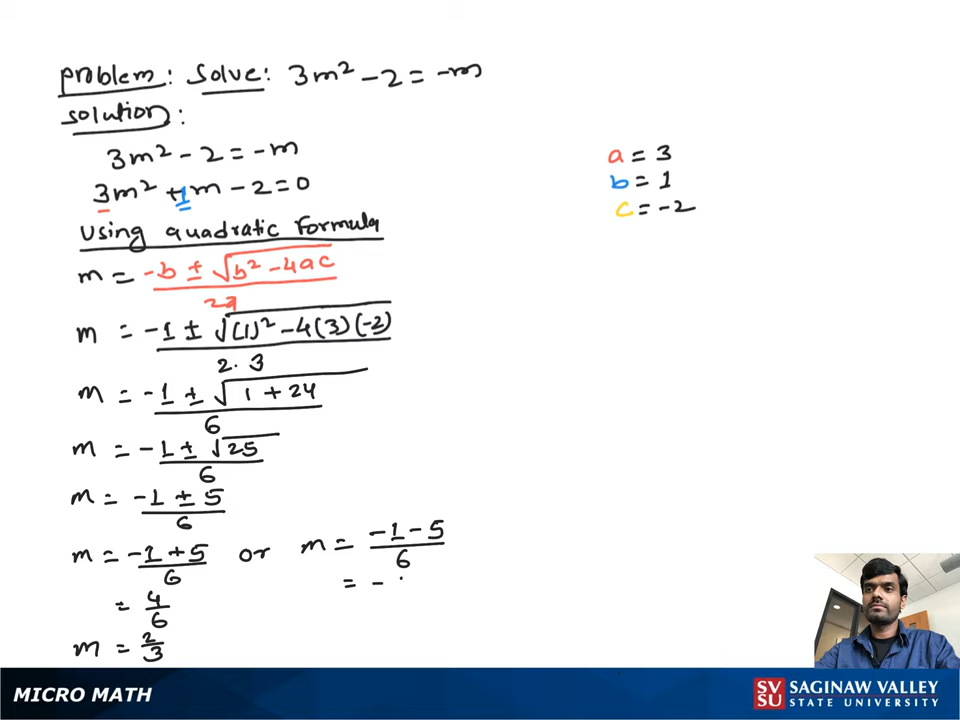 Problem: Solve: 3m² - 2 = -m
Solution:
3m² - 2 = -m
3m² + 1m - 2 = 0
Using quadratic Formula
m = -b ± √b² - 4ac / 2a
m = -1 ± √(1)² - 4(3)(-2) / 2·3
m = -1 ± √1 + 24 / 6
m = -1 ± √25 / 6
m = -1 ± 5 / 6
m = -1 + 5 / 6 or m = -1 - 5 / 6
= 4/6
= -
m = 2/3
a = 3
b = 1
c = -2
MICRO MATH
SV SU SAGINAW VALLEY
STATE UNIVERSITY